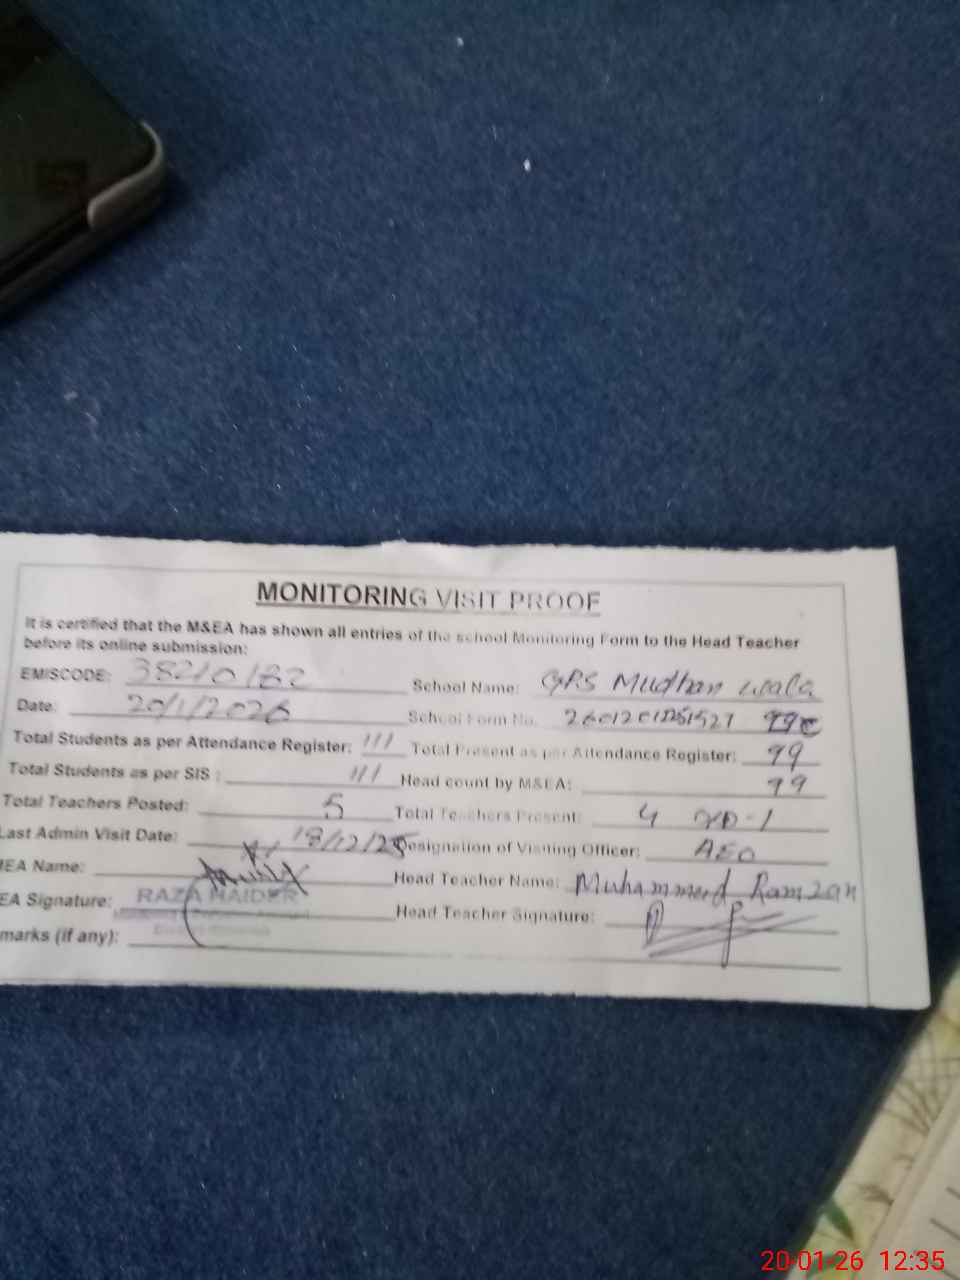 MONITORING VISIT PROOF
It is certified that the M&EA has shown all entries of the school Monitoring Form to the Head Teacher
before its online submission:
EMISCODE: 38210182 School Name: GPS Mudhan wala
Date: 20/1/2026 School Form No.
Total Students as per Attendance Register: 111 Total Present as per Attendance Register: 99
Total Students as per SIS : 111 Head count by M&EA: 99
Total Teachers Posted: 5 Total Teachers Present: 4
Last Admin Visit Date: 18/12/25 Designation of Visiting Officer: AEO
EA Name: Head Teacher Name: Muhammed Ramzan
EA Signature: RAZA HAIDER Head Teacher Signature:
marks (if any):
20-01-26 12:35